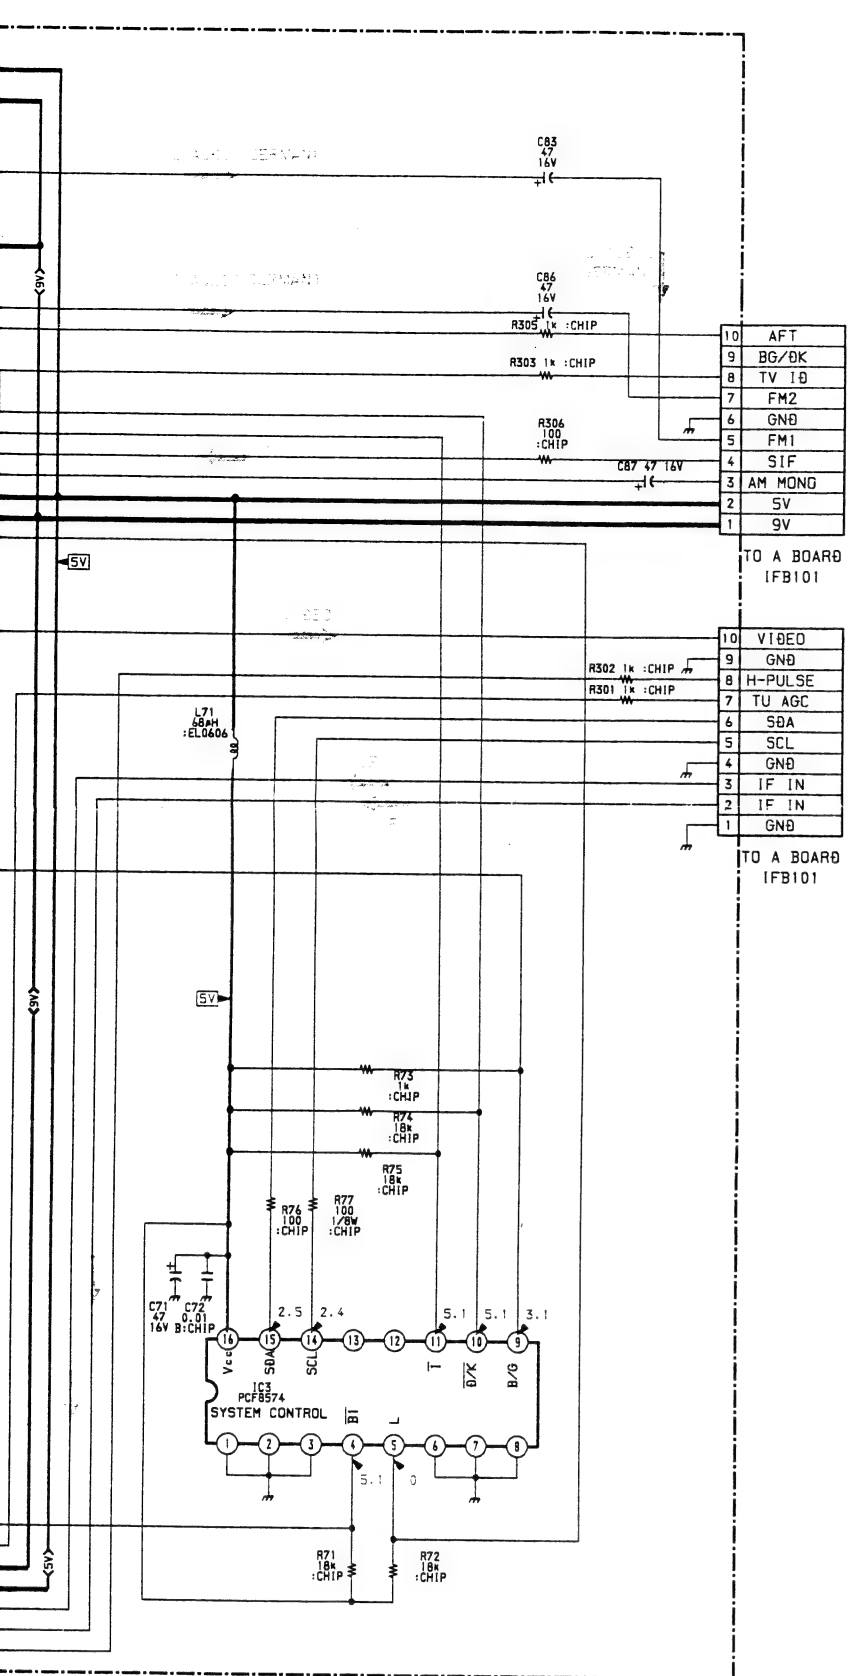 C83
47
16V
9V
C86
47
16V
R305 1k :CHIP
R303 1k :CHIP
R306
100
:CHIP
C87 47 16V
10 AFT
9 BG/DK
8 TV ID
7 FM2
6 GND
5 FM1
4 SIF
3 AM MONO
2 5V
1 9V
TO A BOARD
IFB101
5V
R302 1k :CHIP
R301 1k :CHIP
10 VIDEO
9 GND
8 H-PULSE
7 TU AGC
6 SDA
5 SCL
4 GND
3 IF IN
2 IF IN
1 GND
TO A BOARD
IFB101
L71
68µH
:EL0606
9V
5V
R73
1k
:CHIP
R74
18k
:CHIP
R75
18k
:CHIP
R76
100
:CHIP
R77
100
1/8W
:CHIP
C71
47
16V
C72
0.01
B:CHIP
2.5
2.4
5.1
5.1
3.1
16 15 14 13 12 11 10 9
Vcc SDA SCL I D/K B/G
IC3
PCF8574
SYSTEM CONTROL
BI L
1 2 3 4 5 6 7 8
5.1 0
5V
R71
18k
:CHIP
R72
18k
:CHIP